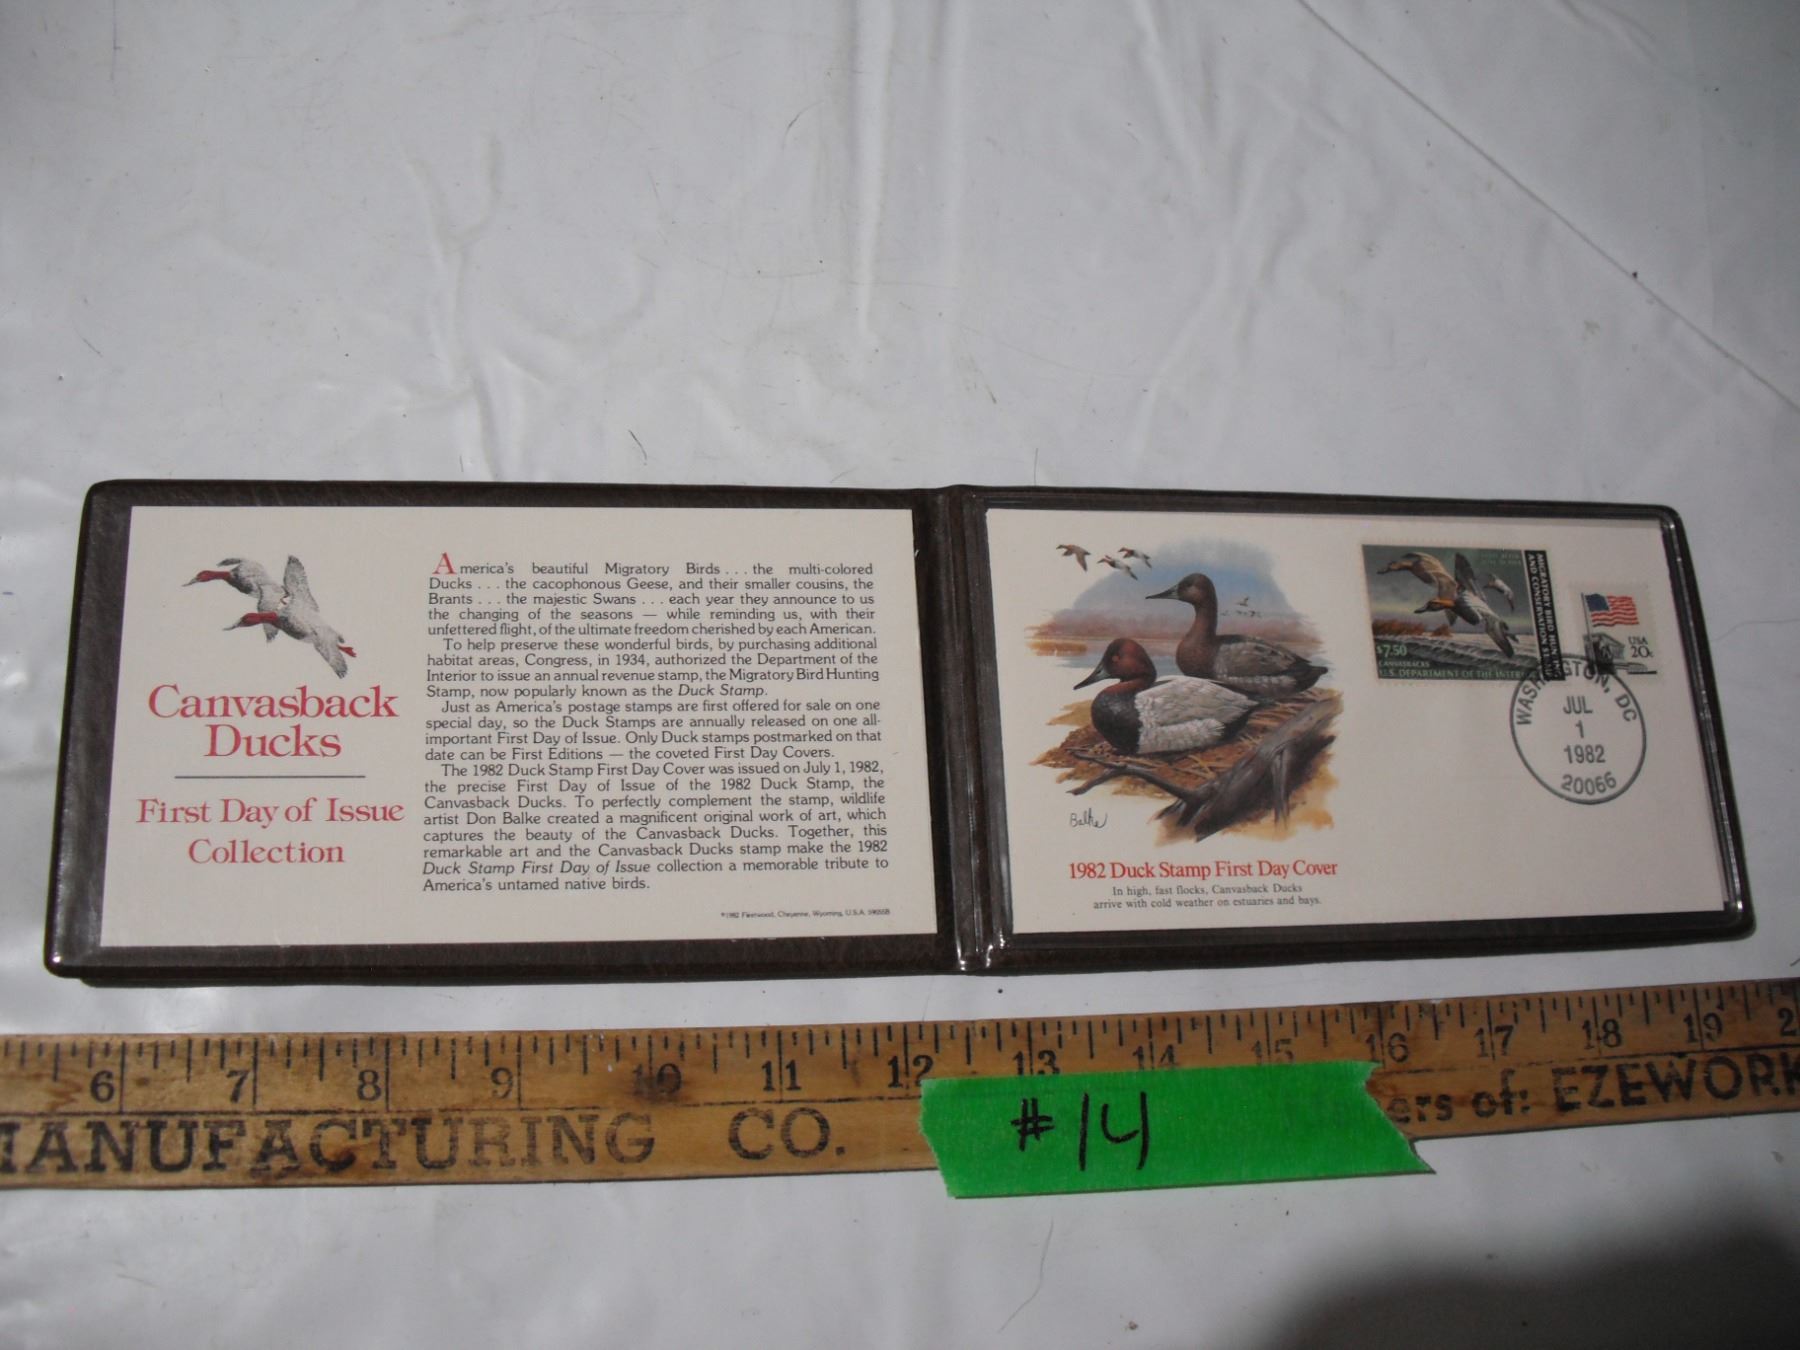 Canvasback
Ducks
First Day of Issue
Collection
America's beautiful Migratory Birds . . . the multi-colored
Ducks . . . the cacophonous Geese, and their smaller cousins, the
Brants . . . the majestic Swans . . . each year they announce to us
the changing of the seasons — while reminding us, with their
unfettered flight, of the ultimate freedom cherished by each American.
To help preserve these wonderful birds, by purchasing additional
habitat areas, Congress, in 1934, authorized the Department of the
Interior to issue an annual revenue stamp, the Migratory Bird Hunting
Stamp, now popularly known as the Duck Stamp.
Just as America's postage stamps are first offered for sale on one
special day, so the Duck Stamps are annually released on one all-
important First Day of Issue. Only Duck stamps postmarked on that
date can be First Editions — the coveted First Day Covers.
The 1982 Duck Stamp First Day Cover was issued on July 1, 1982,
the precise First Day of Issue of the 1982 Duck Stamp, the
Canvasback Ducks. To perfectly complement the stamp, wildlife
artist Don Balke created a magnificent original work of art, which
captures the beauty of the Canvasback Ducks. Together, this
remarkable art and the Canvasback Ducks stamp make the 1982
Duck Stamp First Day of Issue collection a memorable tribute to
America's untamed native birds.
©1982 Fleetwood, Cheyenne, Wyoming, U.S.A.
Balke
1982 Duck Stamp First Day Cover
In high, fast flocks, Canvasback Ducks
arrive with cold weather on estuaries and bays.
MIGRATORY BIRD HUNTING
AND CONSERVATION
$7.50
CANVASBACKS
U.S. DEPARTMENT OF THE INTERIOR
USA
20c
WASHINGTON, DC
JUL
1
1982
20066
6 7 8 9 10 11 12 13 14 15 16 17 18 19 2
MANUFACTURING CO.
ers of: EZEWORK
#14